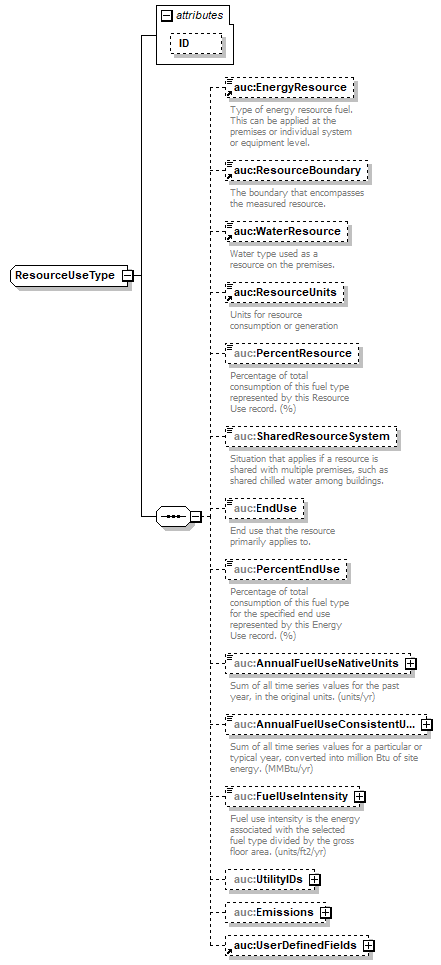 attributes
ID
auc:EnergyResource
Type of energy resource fuel.
This can be applied at the
premises or individual system
or equipment level.
auc:ResourceBoundary
The boundary that encompasses
the measured resource.
auc:WaterResource
Water type used as a
resource on the premises.
ResourceUseType
auc:ResourceUnits
Units for resource
consumption or generation
auc:PercentResource
Percentage of total
consumption of this fuel type
represented by this Resource
Use record. (%)
auc:SharedResourceSystem
Situation that applies if a resource is
shared with multiple premises, such as
shared chilled water among buildings.
auc:EndUse
End use that the resource
primarily applies to.
auc:PercentEndUse
Percentage of total
consumption of this fuel type
for the specified end use
represented by this Energy
Use record. (%)
auc:AnnualFuelUseNativeUnits
Sum of all time series values for the past
year, in the original units. (units/yr)
auc:AnnualFuelUseConsistentU...
Sum of all time series values for a particular or
typical year, converted into million Btu of site
energy. (MMBtu/yr)
auc:FuelUseIntensity
Fuel use intensity is the energy
associated with the selected
fuel type divided by the gross
floor area. (units/ft2/yr)
auc:UtilityIDs
auc:Emissions
auc:UserDefinedFields